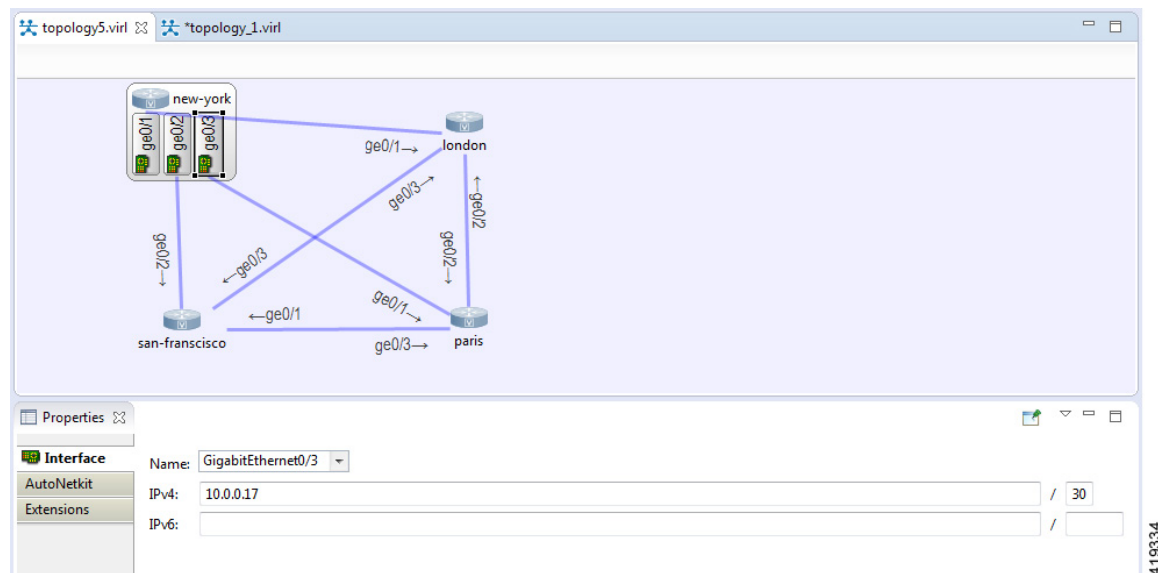 topology5.virl *topology_1.virl
new-york
ge0/1 ge0/2 ge0/3
ge0/1→
london
ge0/3→
←ge0/2
ge0/2→
ge0/2→
←ge0/3
ge0/1→
←ge0/1
san-franscisco
ge0/3→
paris
Properties
Interface
AutoNetkit
Extensions
Name: GigabitEthernet0/3
IPv4: 10.0.0.17 / 30
IPv6: /
419334